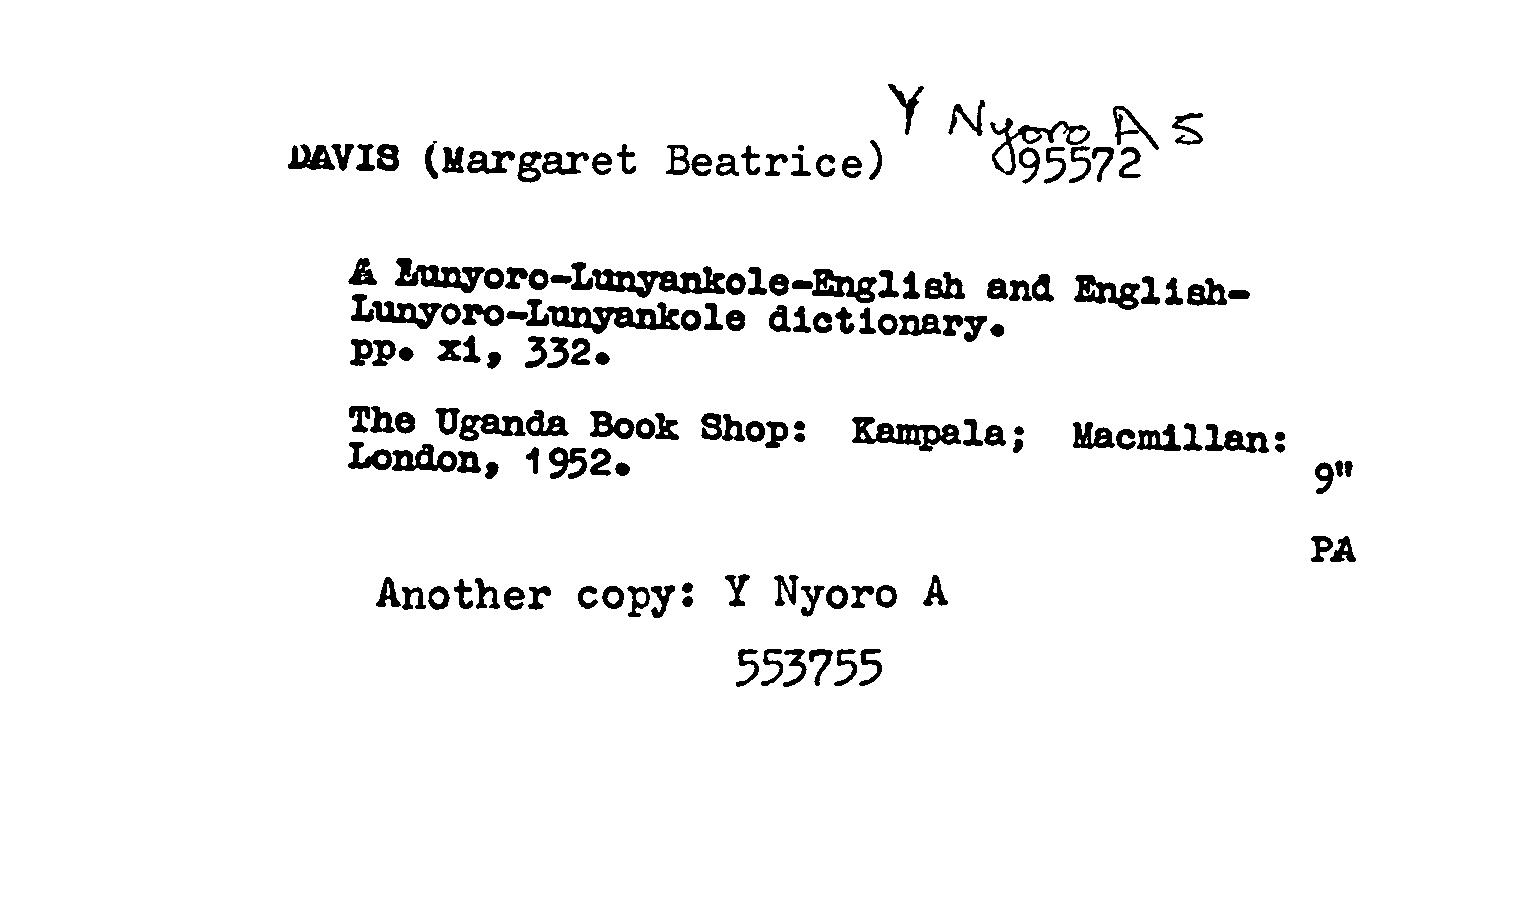 Y Nyoro A S
DAVIS (Margaret Beatrice)
95572
A Lunyoro-Lunyankole-English and English-
Lunyoro-Lunyankole dictionary.
pp. xi, 332.
The Uganda Book Shop: Kampala; Macmillan:
London, 1952.
9"
PA
Another copy: Y Nyoro A
553755